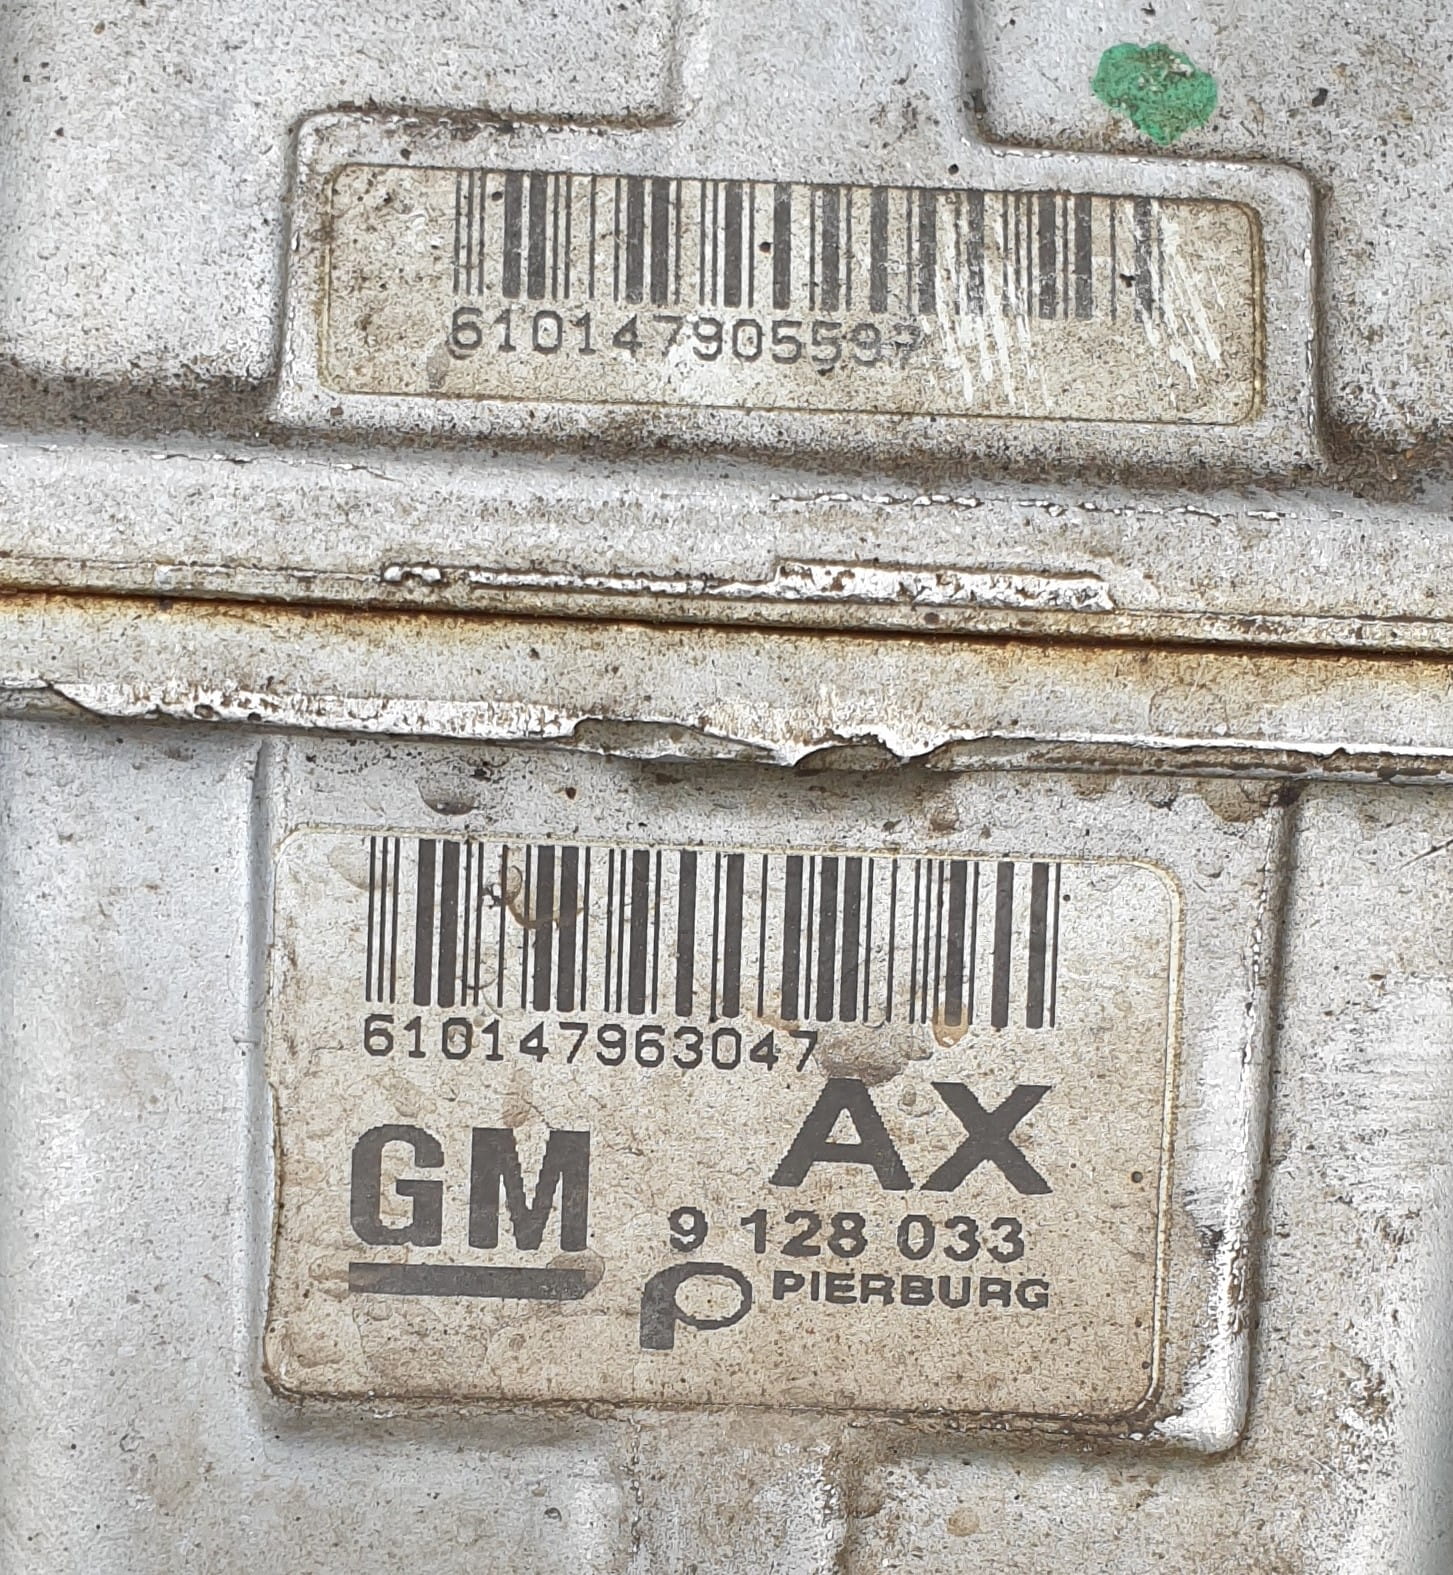 610147905597
610147963047
AX
GM
9 128 033
PIERBURG